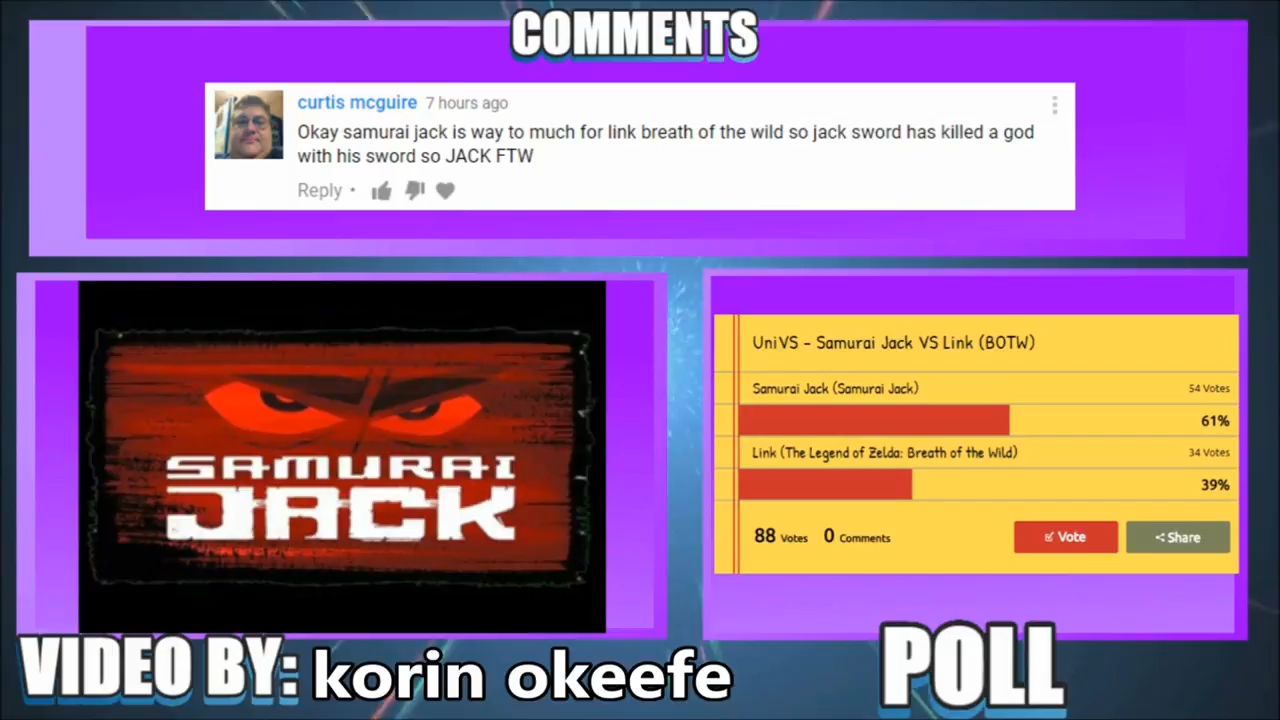 COMMENTS
curtis mcguire 7 hours ago
Okay samurai jack is way to much for link breath of the wild so jack sword has killed a god
with his sword so JACK FTW
Reply •
SAMURAI
JACK
UniVS - Samurai Jack VS Link (BOTW)
Samurai Jack (Samurai Jack) 54 Votes
61%
Link (The Legend of Zelda: Breath of the Wild) 34 Votes
39%
88 Votes 0 Comments Vote Share
VIDEO BY: korin okeefe
POLL